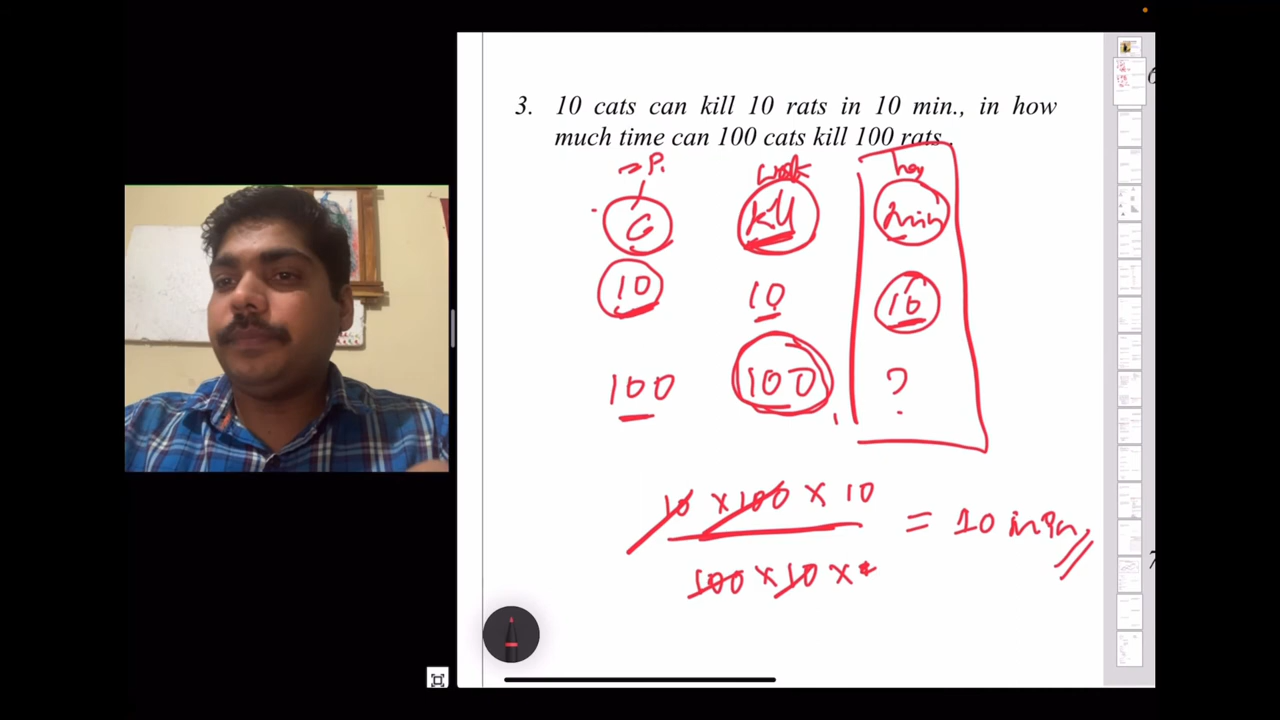 3. 10 cats can kill 10 rats in 10 min., in how
much time can 100 cats kill 100 rats .
P. work
C kill min
10 10 10
100 100 ?
10 x 100 x 10
= 10 min
100 x 10 x *